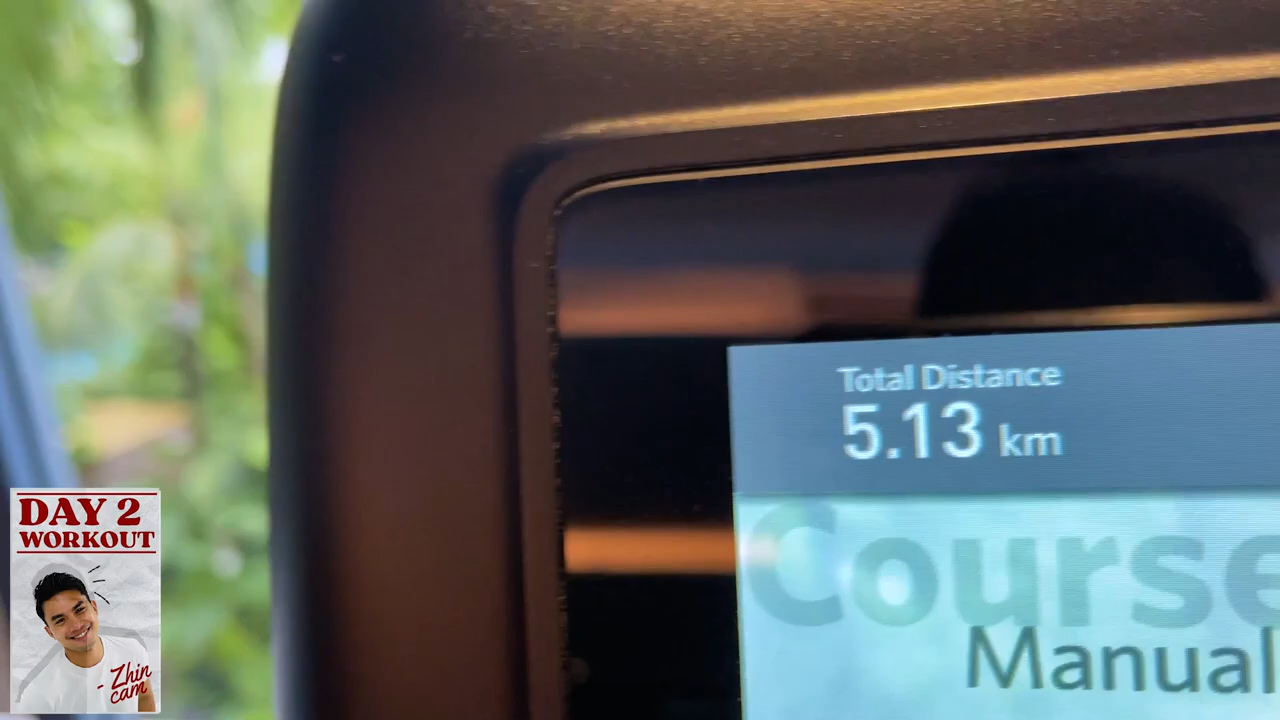 Total Distance
5.13 km
Course
Manual
DAY 2
WORKOUT
- Zhin
cam